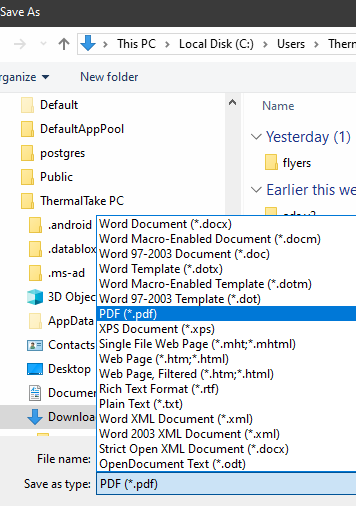 Save As
This PC > Local Disk (C:) > Users > Therm
rganize New folder
Default
DefaultAppPool
postgres
Public
ThermalTake PC
.android
.datablox
.ms-ad
3D Objec
AppData
Contacts
Desktop
Documen
Downloa
Name
Yesterday (1)
flyers
Earlier this we
Word Document (*.docx)
Word Macro-Enabled Document (*.docm)
Word 97-2003 Document (*.doc)
Word Template (*.dotx)
Word Macro-Enabled Template (*.dotm)
Word 97-2003 Template (*.dot)
PDF (*.pdf)
XPS Document (*.xps)
Single File Web Page (*.mht;*.mhtml)
Web Page (*.htm;*.html)
Web Page, Filtered (*.htm;*.html)
Rich Text Format (*.rtf)
Plain Text (*.txt)
Word XML Document (*.xml)
Word 2003 XML Document (*.xml)
Strict Open XML Document (*.docx)
OpenDocument Text (*.odt)
File name:
Save as type: PDF (*.pdf)